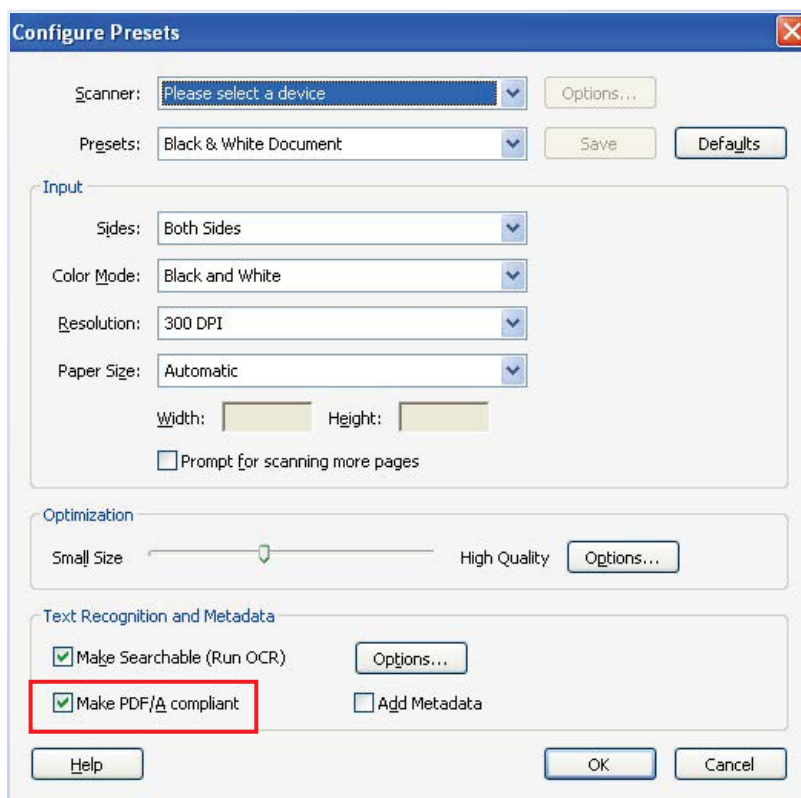 Configure Presets
Scanner: Please select a device Options...
Presets: Black & White Document Save Defaults
Input
Sides: Both Sides
Color Mode: Black and White
Resolution: 300 DPI
Paper Size: Automatic
Width: Height:
Prompt for scanning more pages
Optimization
Small Size High Quality Options...
Text Recognition and Metadata
Make Searchable (Run OCR) Options...
Make PDF/A compliant Add Metadata
Help OK Cancel